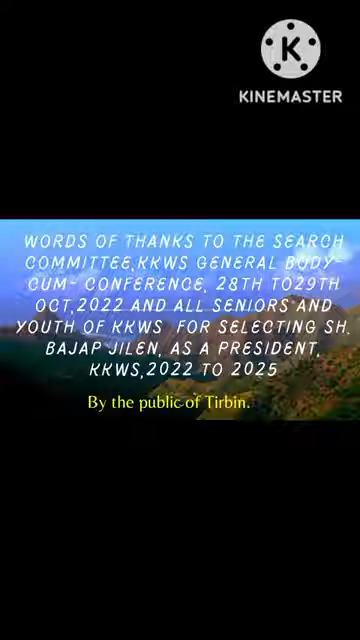 K
KINEMASTER
WORDS OF THANKS TO THE SEARCH
COMMITTEE,KKWS GENERAL BODY-
CUM- CONFERENCE, 28TH TO29TH
OCT,2022 AND ALL SENIORS AND
YOUTH OF KKWS FOR SELECTING SH.
BAJAP JILEN, AS A PRESIDENT,
KKWS,2022 TO 2025
By the public of Tirbin.